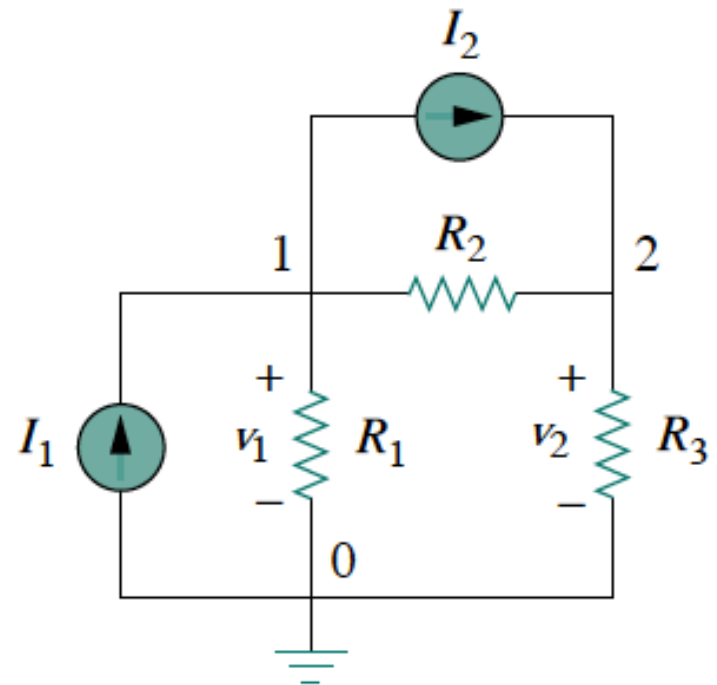 I₂
R₂
1 2
+ +
I₁ v₁ R₁ v₂ R₃
− −
0